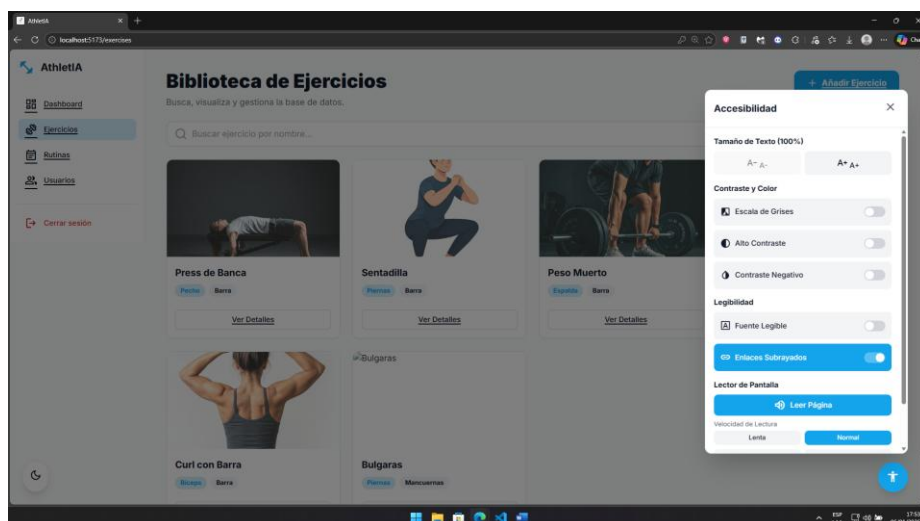 AthletIA
localhost:5173/exercises
AthletIA
Dashboard
Ejercicios
Rutinas
Usuarios
Cerrar sesión
Biblioteca de Ejercicios
Busca, visualiza y gestiona la base de datos.
+ Añadir Ejercicio
Buscar ejercicio por nombre...
Press de Banca
Pecho Barra
Ver Detalles
Sentadilla
Piernas Barra
Ver Detalles
Peso Muerto
Espalda Barra
Ver Detalles
Curl con Barra
Bíceps Barra
Bulgaras
Bulgaras
Piernas Mancuernas
Accesibilidad
Tamaño de Texto (100%)
A- A-
A+ A+
Contraste y Color
Escala de Grises
Alto Contraste
Contraste Negativo
Legibilidad
Fuente Legible
Enlaces Subrayados
Lector de Pantalla
Leer Página
Velocidad de Lectura
Lenta
Normal
ESP